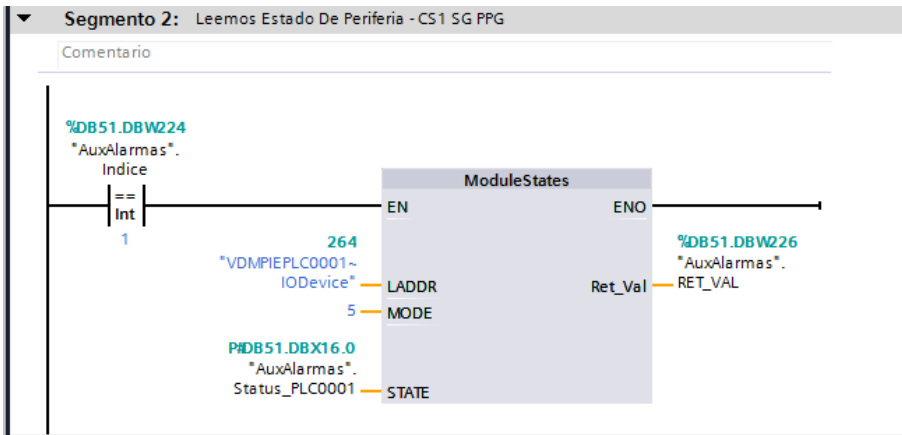 Segmento 2: Leemos Estado De Periferia - CS1 SG PPG
Comentario
%DB51.DBW224
"AuxAlarmas".
Indice
==
Int
1
ModuleStates
EN
ENO
264
"VDMPIEPLC0001~
IODevice"
LADDR
5
MODE
P#DB51.DBX16.0
"AuxAlarmas".
Status_PLC0001
STATE
%DB51.DBW226
"AuxAlarmas".
Ret_Val
RET_VAL